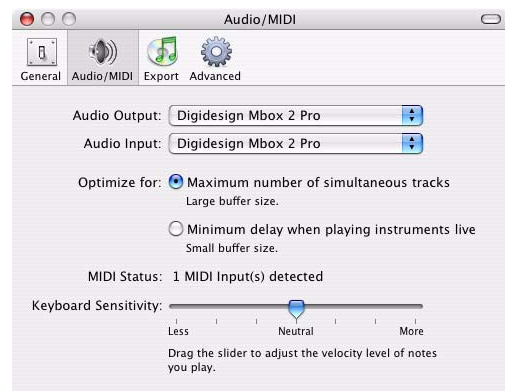 Audio/MIDI
General Audio/MIDI Export Advanced
Audio Output: Digidesign Mbox 2 Pro
Audio Input: Digidesign Mbox 2 Pro
Optimize for: Maximum number of simultaneous tracks
Large buffer size.
Minimum delay when playing instruments live
Small buffer size.
MIDI Status: 1 MIDI Input(s) detected
Keyboard Sensitivity:
Less Neutral More
Drag the slider to adjust the velocity level of notes
you play.